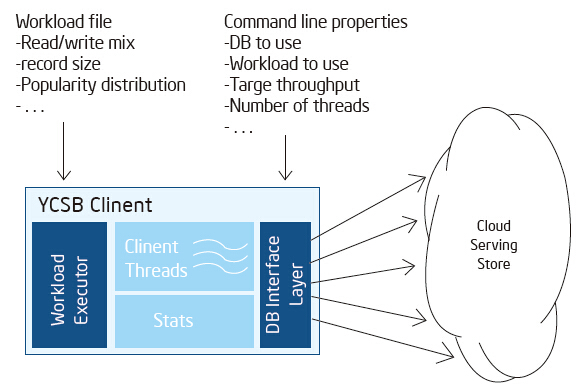 Workload file
-Read/write mix
-record size
-Popularity distribution
- . . .
Command line properties
-DB to use
-Workload to use
-Targe throughput
-Number of threads
- . . .
YCSB Clinent
Workload
Executor
Clinent
Threads
Stats
DB Interface
Layer
Cloud
Serving
Store